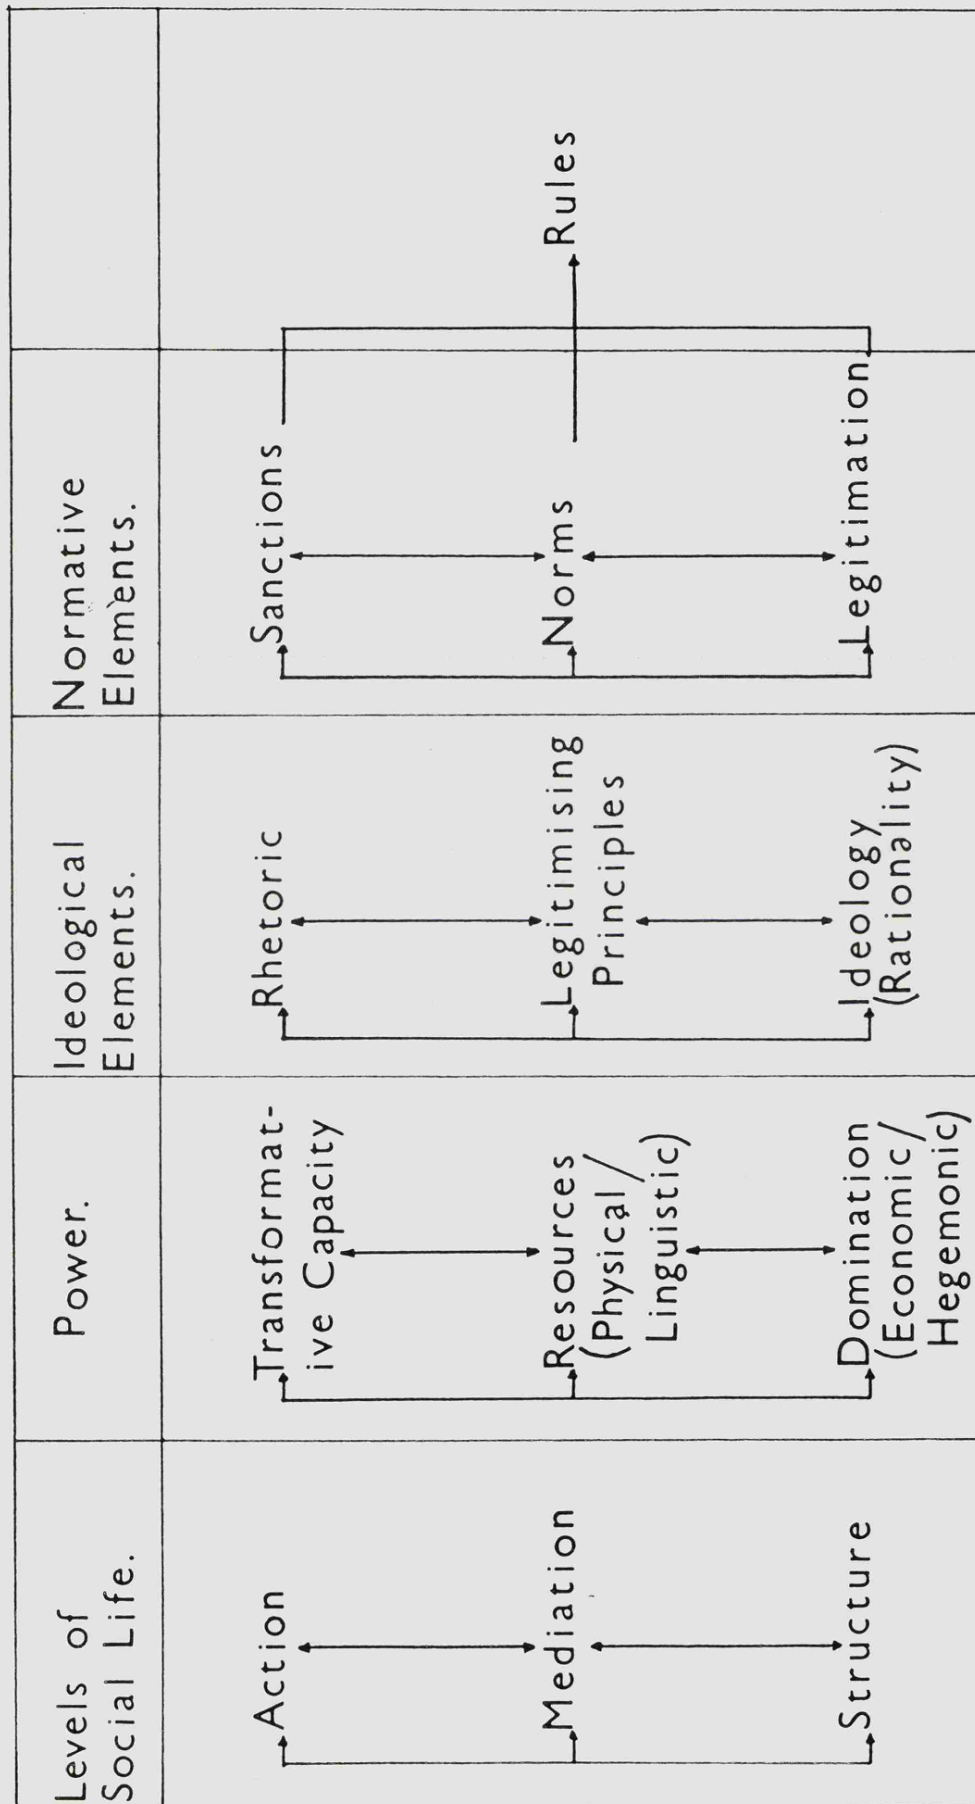 Levels of
Social Life.
Power.
Ideological
Elements.
Normative
Elements.
Action
Transformat-
ive Capacity
Rhetoric
Sanctions
Mediation
Resources
(Physical/
Linguistic)
Legitimising
Principles
Norms
Rules
Structure
Domination
(Economic/
Hegemonic)
Ideology
(Rationality)
Legitimation